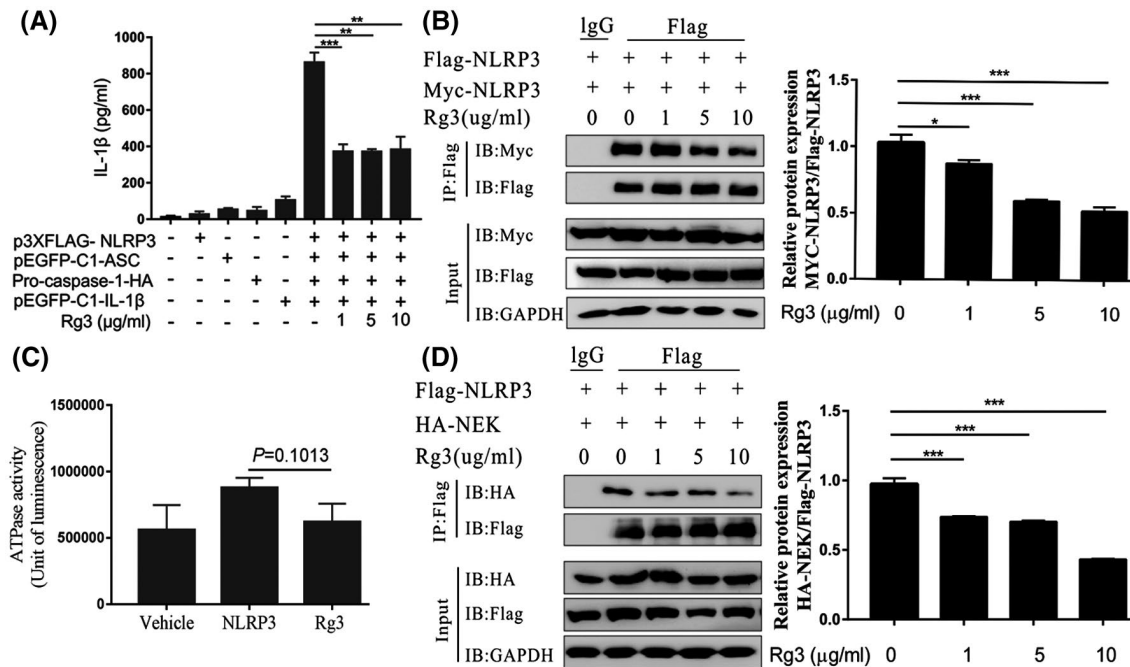 (A)
IL-1β (pg/ml)
1000
800
600
400
200
0
***
**
**
p3XFLAG- NLRP3 - + - - - + + + +
pEGFP-C1-ASC - - + - - + + + +
Pro-caspase-1-HA - - - + - + + + +
pEGFP-C1-IL-1β - - - - + + + + +
Rg3 (μg/ml) - - - - - - 1 5 10
(B)
IgG Flag
Flag-NLRP3 + + + + +
Myc-NLRP3 + + + + +
Rg3(ug/ml) 0 0 1 5 10
IP:Flag
IB:Myc
IB:Flag
Input
IB:Myc
IB:Flag
IB:GAPDH
Relative protein expression
MYC-NLRP3/Flag-NLRP3
1.5
1.0
0.5
0.0
*
***
***
Rg3 (μg/ml) 0 1 5 10
(C)
ATPase activity
(Unit of luminescence)
1500000
1000000
500000
0
P=0.1013
Vehicle NLRP3 Rg3
(D)
IgG Flag
Flag-NLRP3 + + + + +
HA-NEK + + + + +
Rg3(ug/ml) 0 0 1 5 10
IP:Flag
IB:HA
IB:Flag
Input
IB:HA
IB:Flag
IB:GAPDH
Relative protein expression
HA-NEK/Flag-NLRP3
1.5
1.0
0.5
0.0
***
***
***
Rg3 (μg/ml) 0 1 5 10